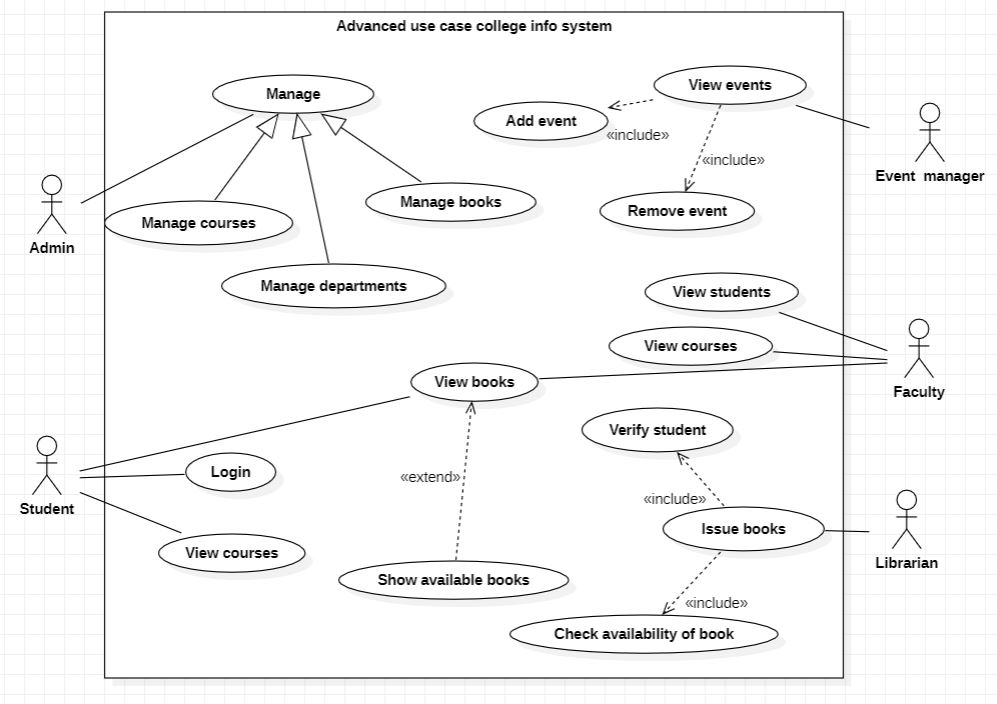 Advanced use case college info system
Manage
View events
Add event
«include»
Event  manager
«include»
Manage books
Remove event
Manage courses
Admin
Manage departments
View students
View courses
Faculty
View books
Verify student
Login
«extend»
Student
«include»
Issue books
View courses
Librarian
Show available books
«include»
Check availability of book